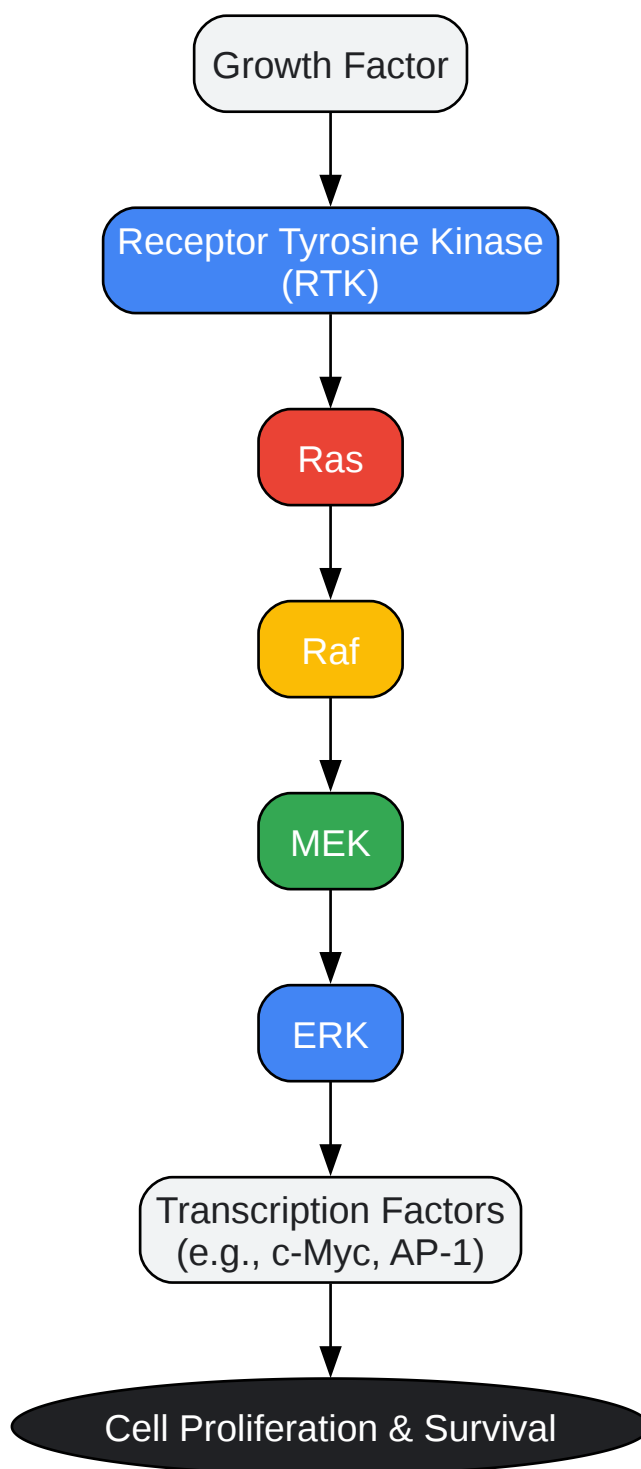 Growth Factor
Receptor Tyrosine Kinase
(RTK)
Ras
Raf
MEK
ERK
Transcription Factors
(e.g., c-Myc, AP-1)
Cell Proliferation & Survival